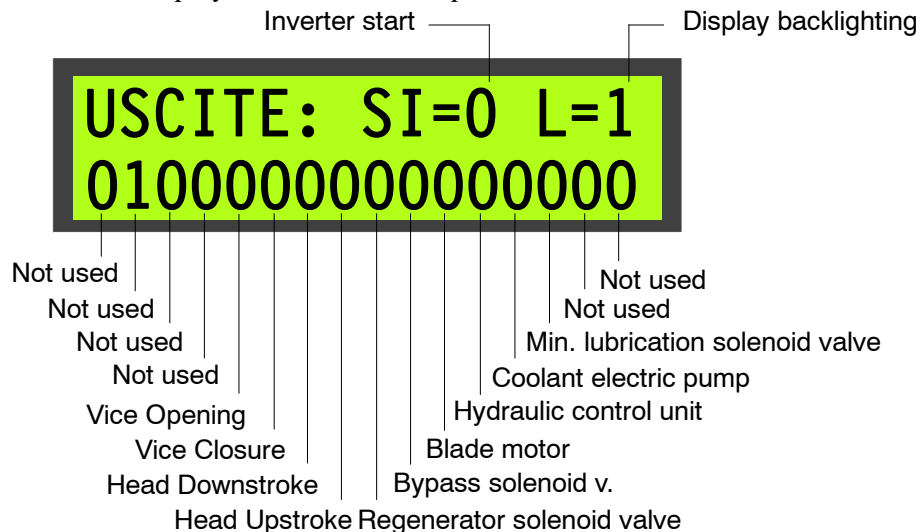 Inverter start
Display backlighting
USCITE: SI=0 L=1
0100000000000000
Not used
Not used
Not used
Not used
Not used
Not used
Min. lubrication solenoid valve
Coolant electric pump
Vice Opening
Hydraulic control unit
Vice Closure
Blade motor
Head Downstroke
Bypass solenoid v.
Head Upstroke
Regenerator solenoid valve